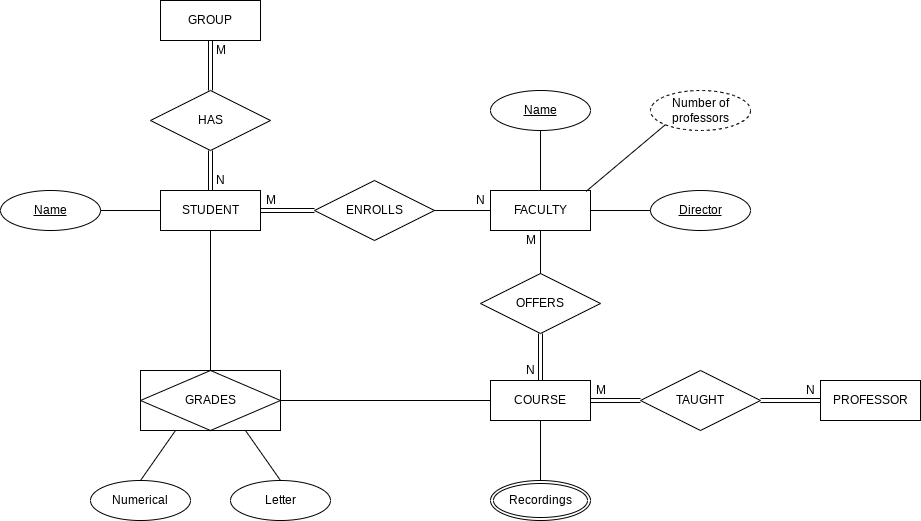 GROUP
M
HAS
N
Name
STUDENT
M
ENROLLS
N
FACULTY
Name
Number of
professors
Director
M
OFFERS
N
GRADES
COURSE
M
TAUGHT
N
PROFESSOR
Numerical
Letter
Recordings